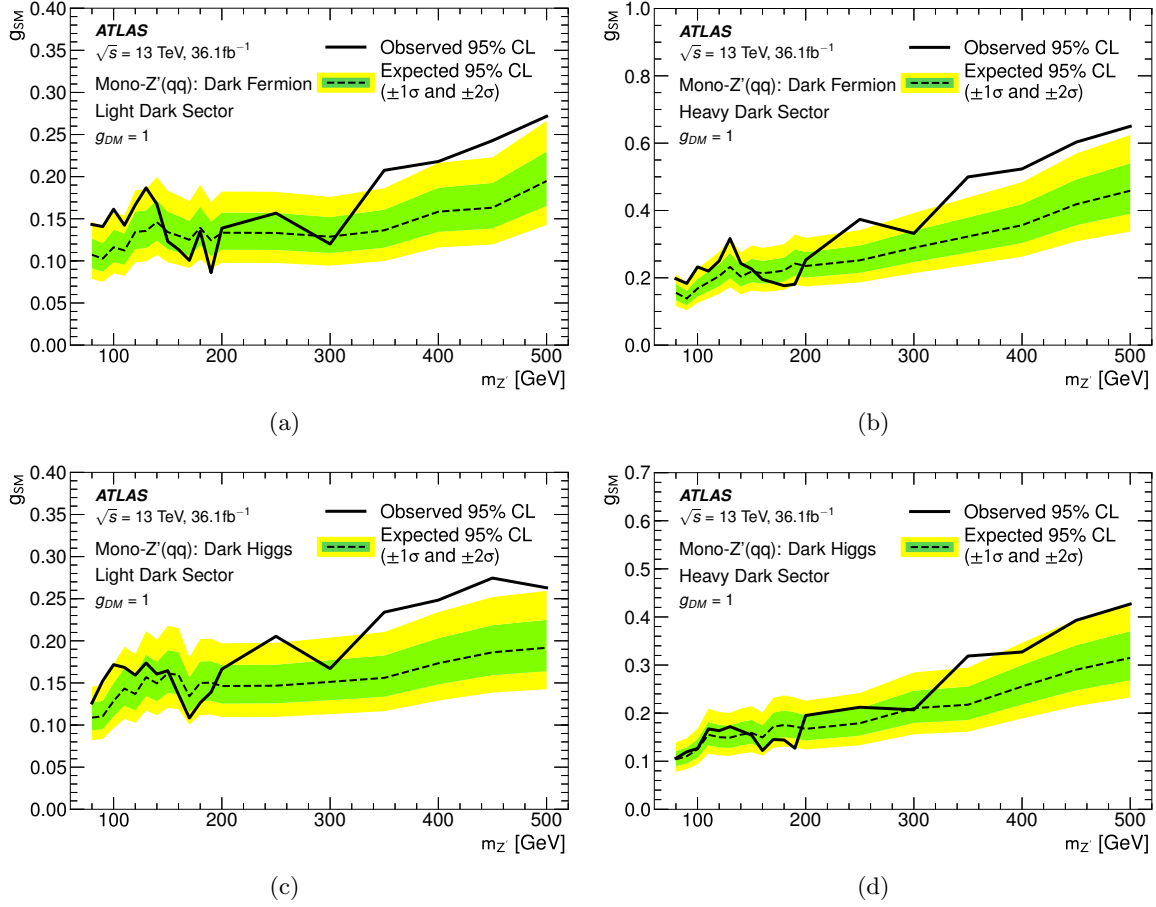 g_SM
0.40
0.35
0.30
0.25
0.20
0.15
0.10
0.05
0.00
ATLAS
√s = 13 TeV, 36.1fb⁻¹
Mono-Z'(qq): Dark Fermion
Light Dark Sector
g_DM = 1
Observed 95% CL
Expected 95% CL
(±1σ and ±2σ)
100 200 300 400 500
m_Z' [GeV]
(a)
g_SM
1.0
0.8
0.6
0.4
0.2
0.0
ATLAS
√s = 13 TeV, 36.1fb⁻¹
Mono-Z'(qq): Dark Fermion
Heavy Dark Sector
g_DM = 1
Observed 95% CL
Expected 95% CL
(±1σ and ±2σ)
100 200 300 400 500
m_Z' [GeV]
(b)
g_SM
0.40
0.35
0.30
0.25
0.20
0.15
0.10
0.05
0.00
ATLAS
√s = 13 TeV, 36.1fb⁻¹
Mono-Z'(qq): Dark Higgs
Light Dark Sector
g_DM = 1
Observed 95% CL
Expected 95% CL
(±1σ and ±2σ)
100 200 300 400 500
m_Z' [GeV]
(c)
g_SM
0.7
0.6
0.5
0.4
0.3
0.2
0.1
0.0
ATLAS
√s = 13 TeV, 36.1fb⁻¹
Mono-Z'(qq): Dark Higgs
Heavy Dark Sector
g_DM = 1
Observed 95% CL
Expected 95% CL
(±1σ and ±2σ)
100 200 300 400 500
m_Z' [GeV]
(d)